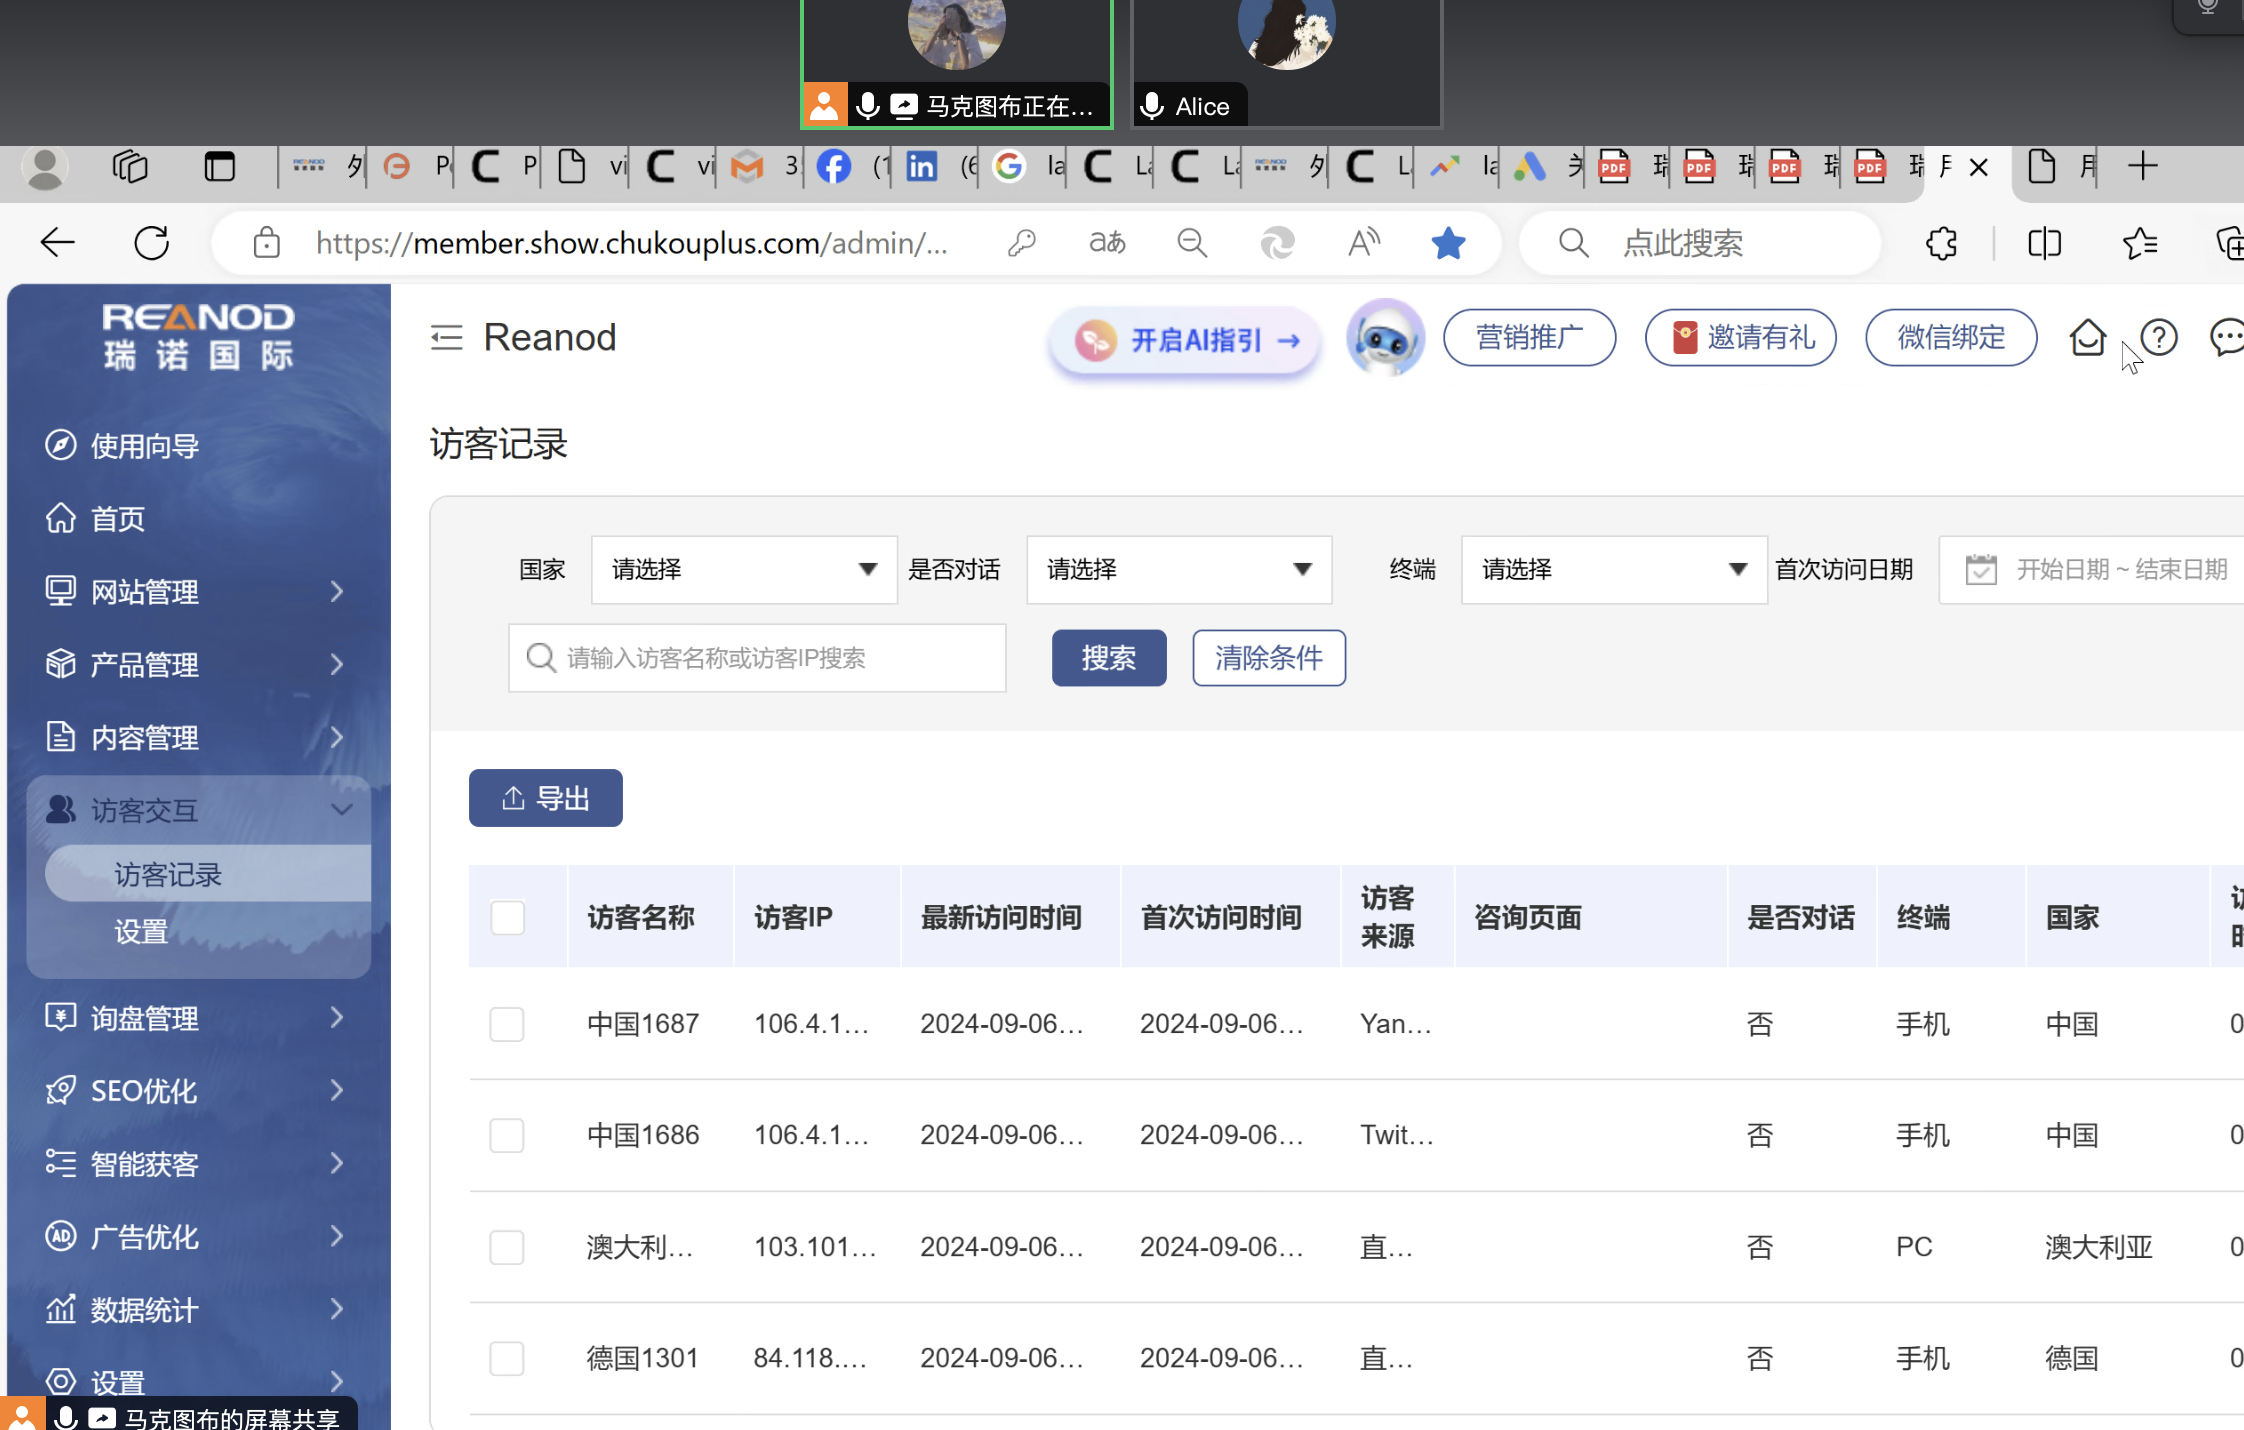 马克图布正在...
Alice
https://member.show.chukouplus.com/admin/...
点此搜索
REANOD
瑞诺国际
Reanod
开启AI指引 →
营销推广
邀请有礼
微信绑定
使用向导
首页
网站管理
产品管理
内容管理
访客交互
访客记录
设置
询盘管理
SEO优化
智能获客
广告优化
数据统计
设置
访客记录
国家 请选择 是否对话 请选择 终端 请选择 首次访问日期 开始日期 ~ 结束日期
请输入访客名称或访客IP搜索 搜索 清除条件
导出
访客名称 访客IP 最新访问时间 首次访问时间 访客来源 咨询页面 是否对话 终端 国家
中国1687 106.4.1... 2024-09-06... 2024-09-06... Yan... 否 手机 中国
中国1686 106.4.1... 2024-09-06... 2024-09-06... Twit... 否 手机 中国
澳大利... 103.101... 2024-09-06... 2024-09-06... 直... 否 PC 澳大利亚
德国1301 84.118.... 2024-09-06... 2024-09-06... 直... 否 手机 德国
马克图布的屏幕共享